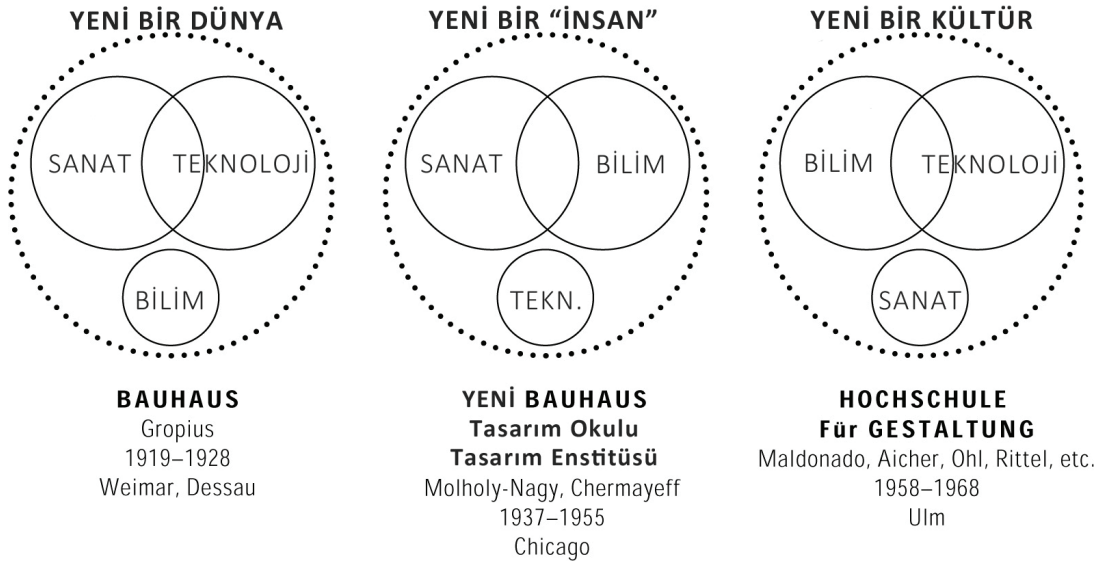 YENİ BİR DÜNYA
SANAT
TEKNOLOJİ
BİLİM
BAUHAUS
Gropius
1919–1928
Weimar, Dessau
YENİ BİR “İNSAN”
SANAT
BİLİM
TEKN.
YENİ BAUHAUS
Tasarım Okulu
Tasarım Enstitüsü
Molholy-Nagy, Chermayeff
1937–1955
Chicago
YENİ BİR KÜLTÜR
BİLİM
TEKNOLOJİ
SANAT
HOCHSCHULE
Für GESTALTUNG
Maldonado, Aicher, Ohl, Rittel, etc.
1958–1968
Ulm